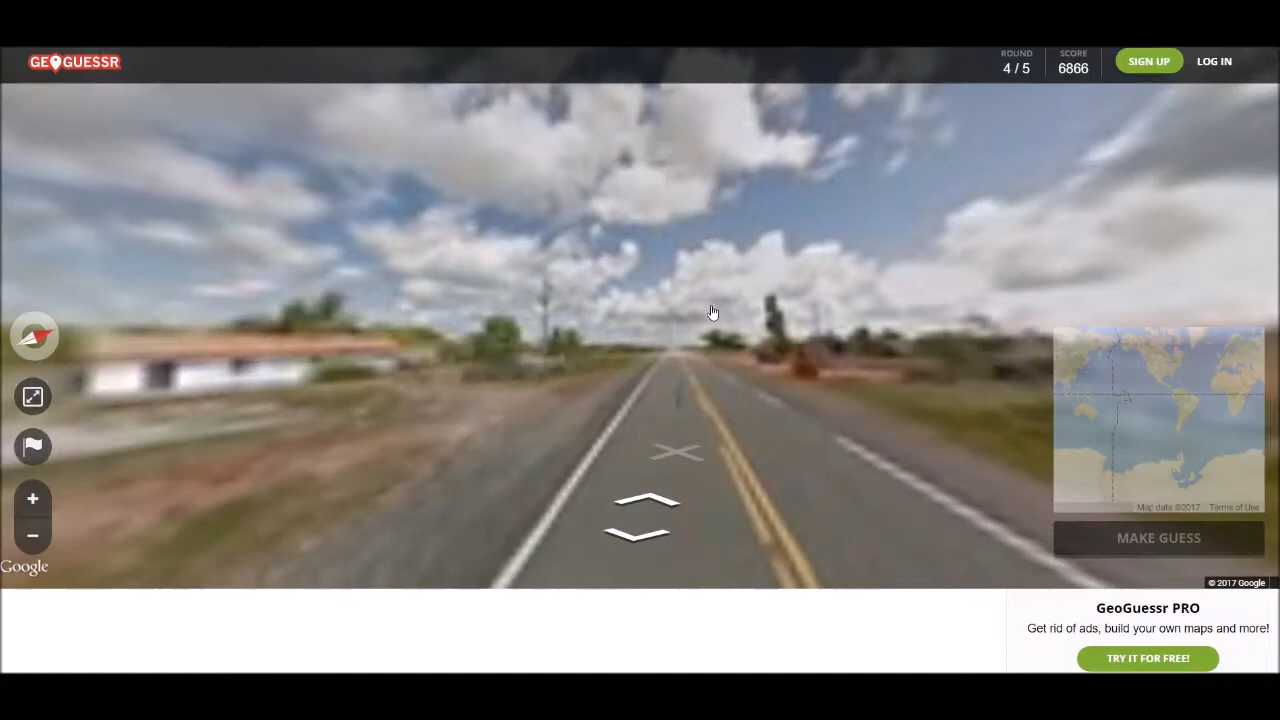 GEOGUESSR
ROUND
4 / 5
SCORE
6866
SIGN UP
LOG IN
Map data ©2017 Terms of Use
MAKE GUESS
Google
© 2017 Google
GeoGuessr PRO
Get rid of ads, build your own maps and more!
TRY IT FOR FREE!